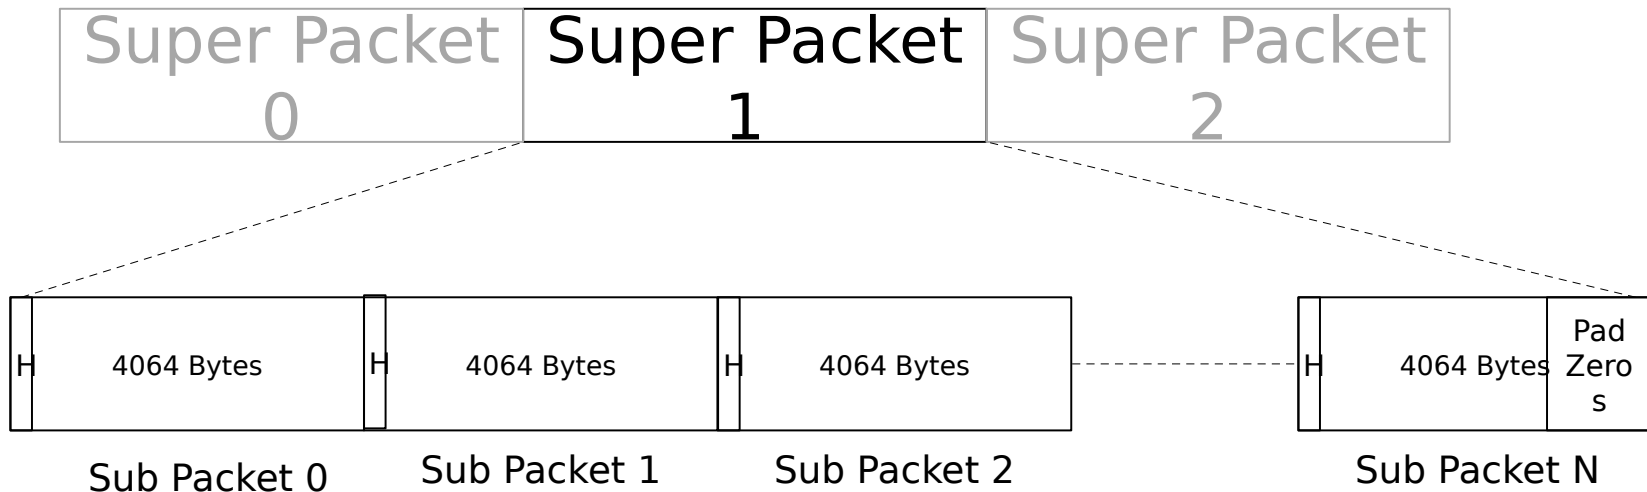 Super Packet
0
Super Packet
1
Super Packet
2
H
4064 Bytes
H
4064 Bytes
H
4064 Bytes
H
4064 Bytes
Pad
Zero
s
Sub Packet 0
Sub Packet 1
Sub Packet 2
Sub Packet N